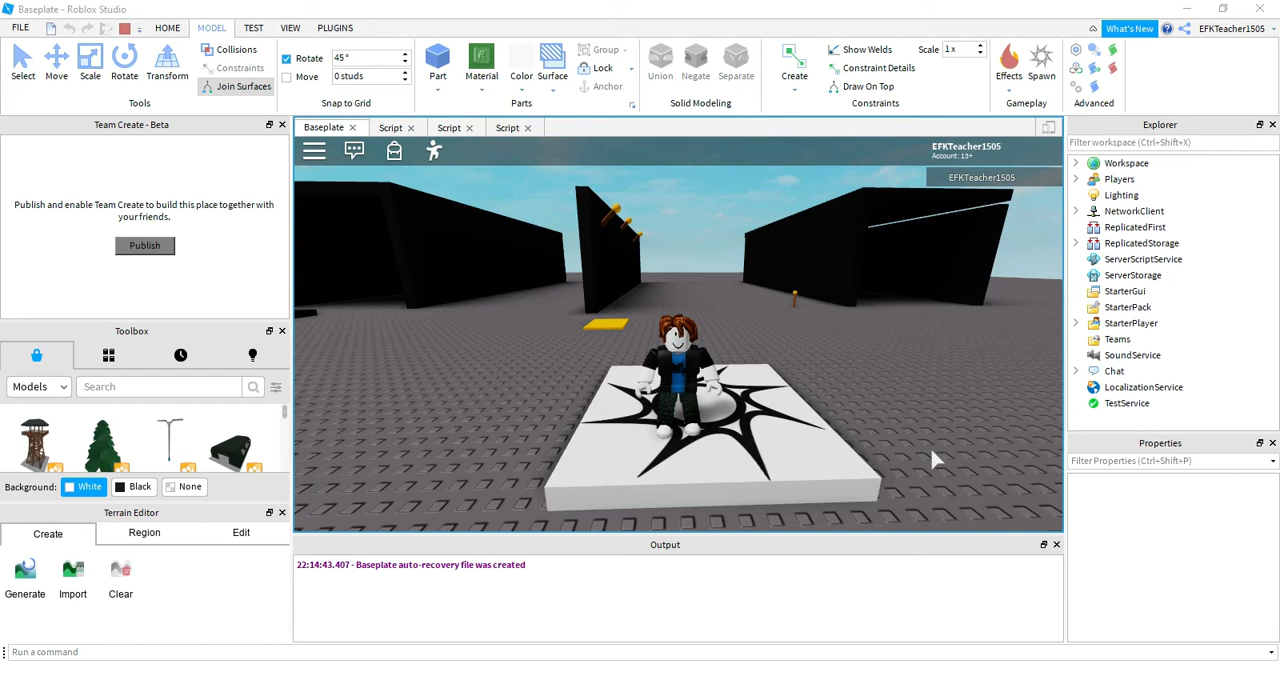 Baseplate - Roblox Studio
FILE HOME MODEL TEST VIEW PLUGINS What's New EFKTeacher1505
Select Move Scale Rotate Transform
Collisions
Constraints
Join Surfaces
Tools
Rotate 45 °
Move 0 studs
Snap to Grid
Part Material Color Surface
Group
Lock
Anchor
Parts
Union Negate Separate
Solid Modeling
Create
Show Welds Scale 1 x
Constraint Details
Draw On Top
Constraints
Effects Spawn
Gameplay
Advanced
Team Create - Beta
Publish and enable Team Create to build this place together with
your friends.
Publish
Toolbox
Models Search
Background: White Black None
Terrain Editor
Create Region Edit
Generate Import Clear
Baseplate Script Script Script
EFKTeacher1505
Account: 13+
EFKTeacher1505
Output
22:14:43.407 - Baseplate auto-recovery file was created
Explorer
Filter workspace (Ctrl+Shift+X)
Workspace
Players
Lighting
NetworkClient
ReplicatedFirst
ReplicatedStorage
ServerScriptService
ServerStorage
StarterGui
StarterPack
StarterPlayer
Teams
SoundService
Chat
LocalizationService
TestService
Properties
Filter Properties (Ctrl+Shift+P)
Run a command